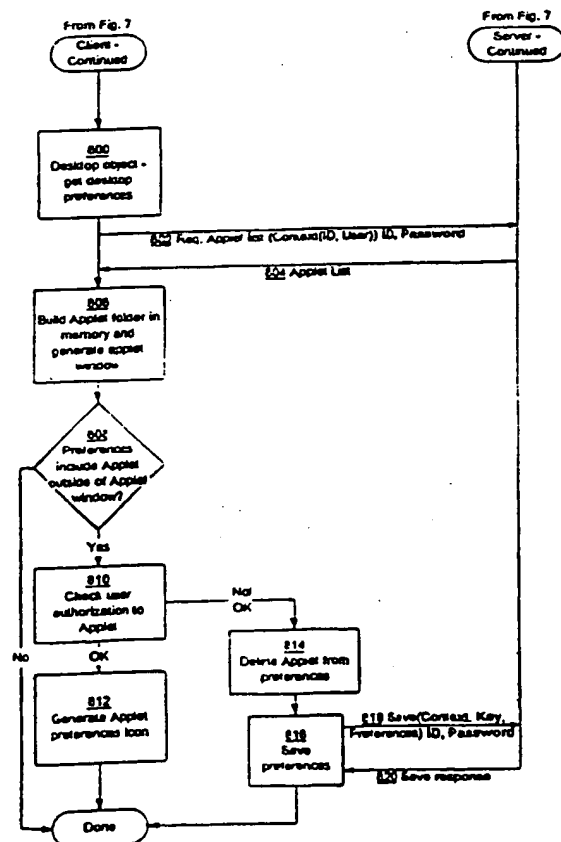 From Fig. 7
Client -
Continued
From Fig. 7
Server -
Continued
800
Desktop object -
get desktop
preferences
802 Req. Applet list (Context(ID, User)) ID, Password
804 Applet List
806
Build Applet folder in
memory and
generate applet
window
Preferences
include Applet
outside of Applet
window?
Yes
No
810
Check user
authorization to
Applet
Not
OK
OK
812
Generate Applet
preferences Icon
814
Applet from
preferences
816
Save
preferences
818 Save(Context, Key,
Preferences) ID, Password
820 Save response
Done